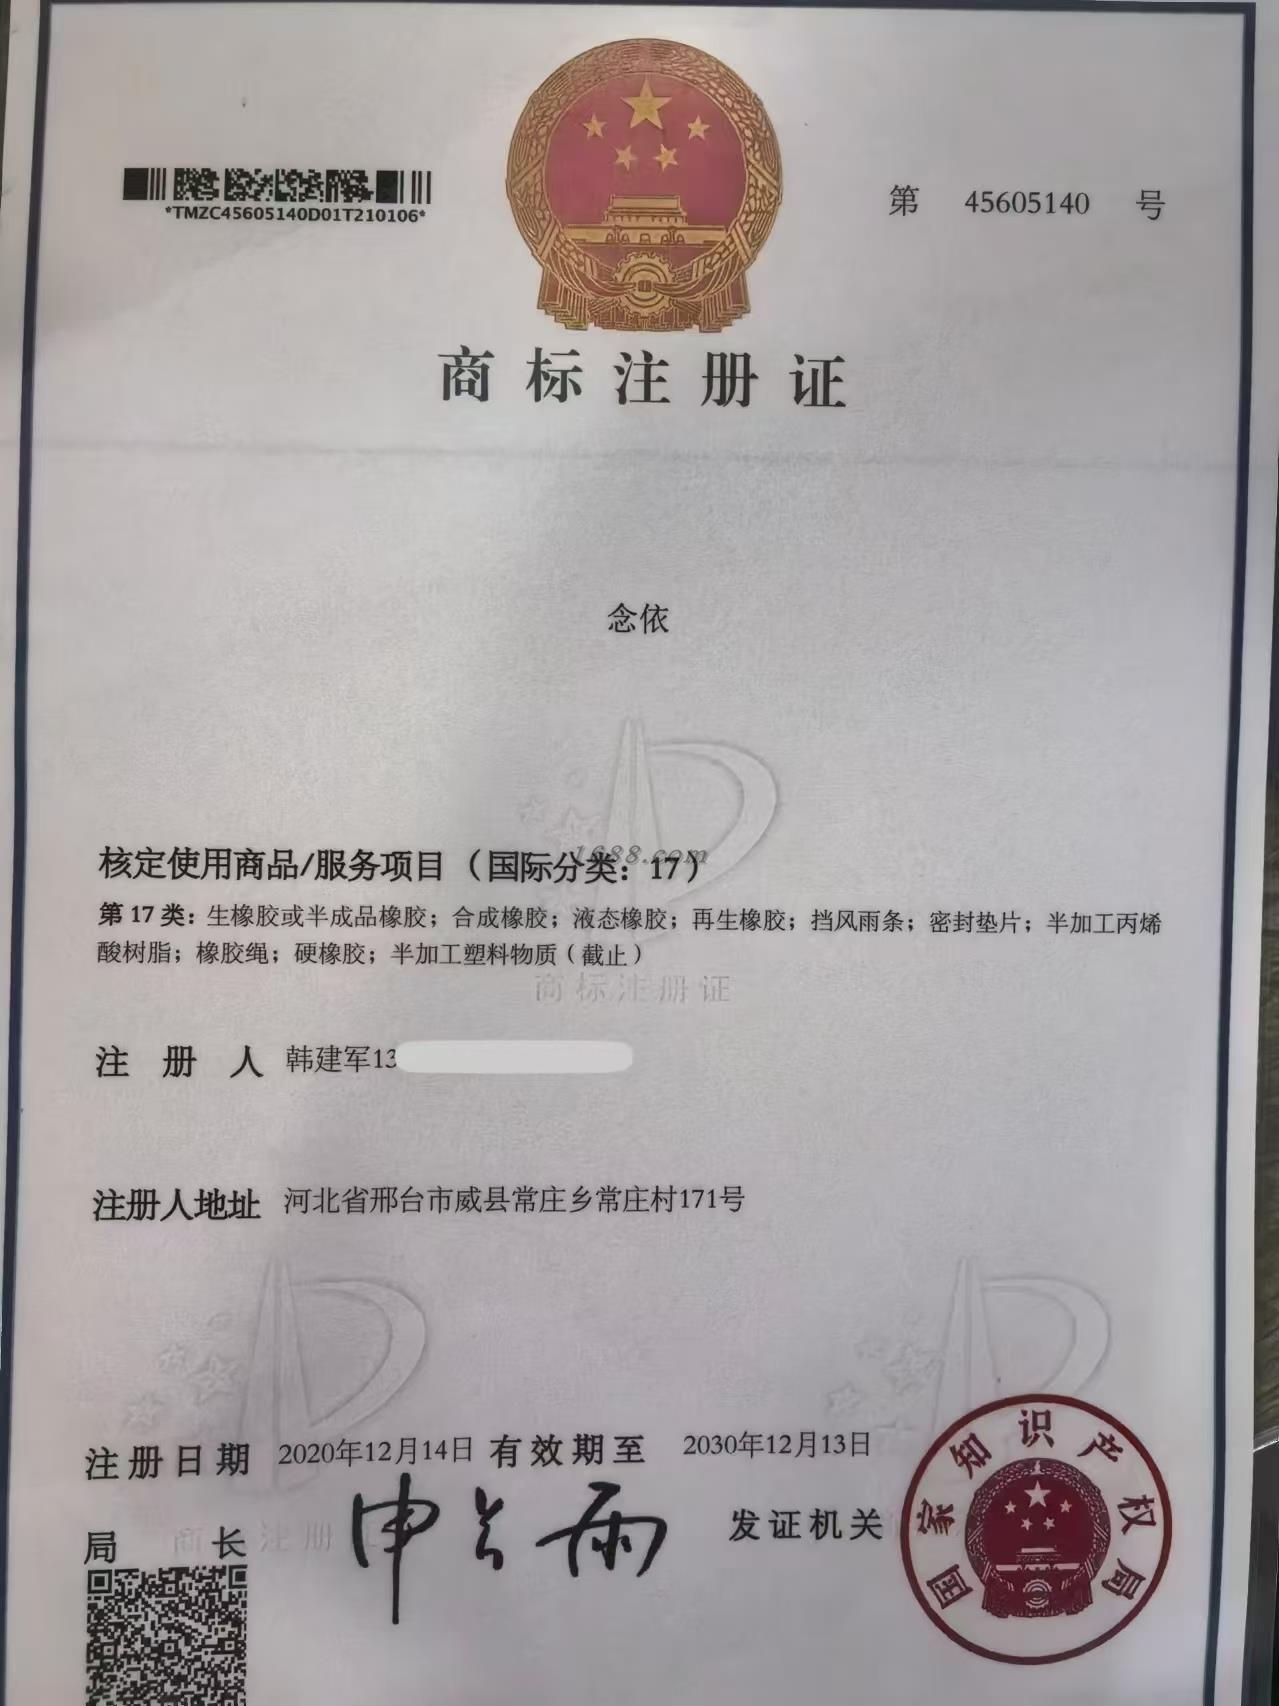 *TMZC45605140D01T210106*
第 45605140 号
商标注册证
念依
1688.com
核定使用商品/服务项目（国际分类：17）
第 17 类：生橡胶或半成品橡胶；合成橡胶；液态橡胶；再生橡胶；挡风雨条；密封垫片；半加工丙烯
酸树脂；橡胶绳；硬橡胶；半加工塑料物质（截止）
商标注册证
注册人 韩建军13
注册人地址 河北省邢台市威县常庄乡常庄村171号
注册日期 2020年12月14日 有效期至 2030年12月13日
局长 申长雨 发证机关
商标注册证
国家知识产权局